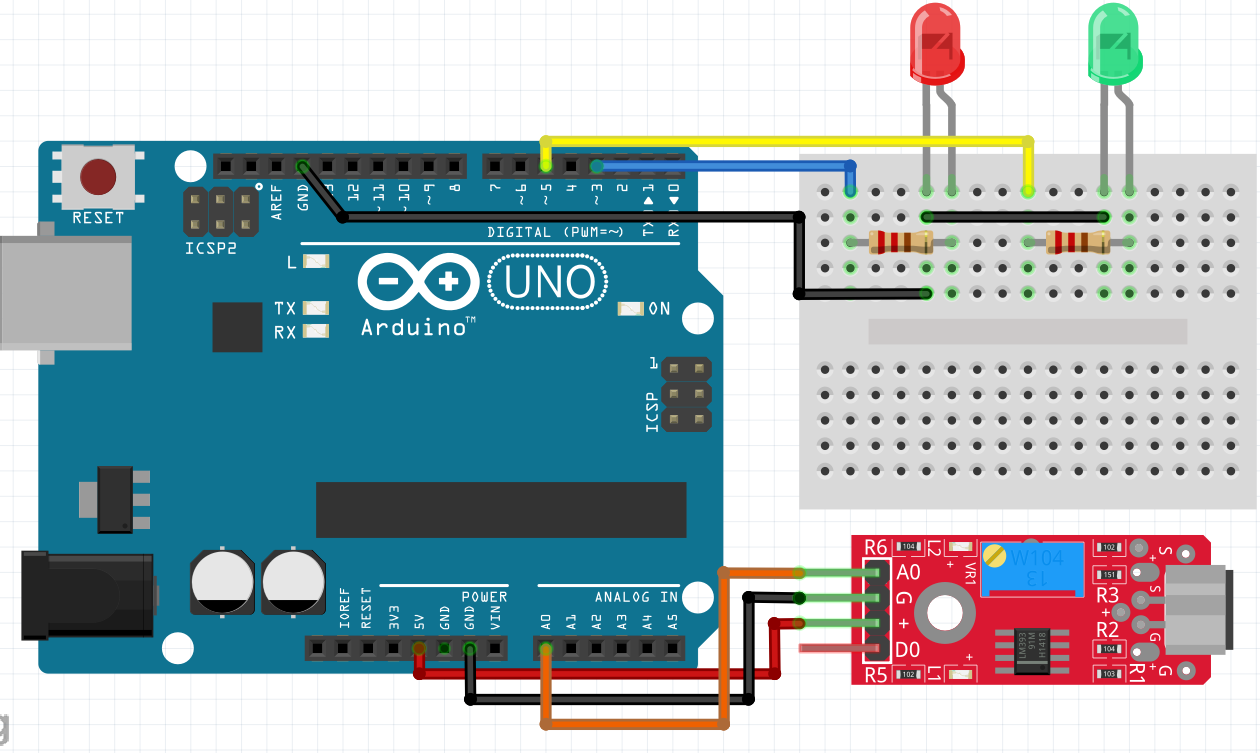 RESET
ICSP2
AREF
GND
12
~11
~10
~9
8
7
~6
~5
4
~3
2
TX 1
RX 0
DIGITAL (PWM=~)
L
TX
RX
UNO
ON
Arduino™
1
ICSP
IOREF
RESET
3V3
5V
GND
GND
VIN
POWER
A0
A1
A2
A3
A4
A5
ANALOG IN
R6
104
L2
+
VR1
W104
13
102
S
+
A0
151
S
G
R3
+
+
R2
G
D0
LM393
91M
H1418
104
R5
102
L1
+
103
R1
+
G
g